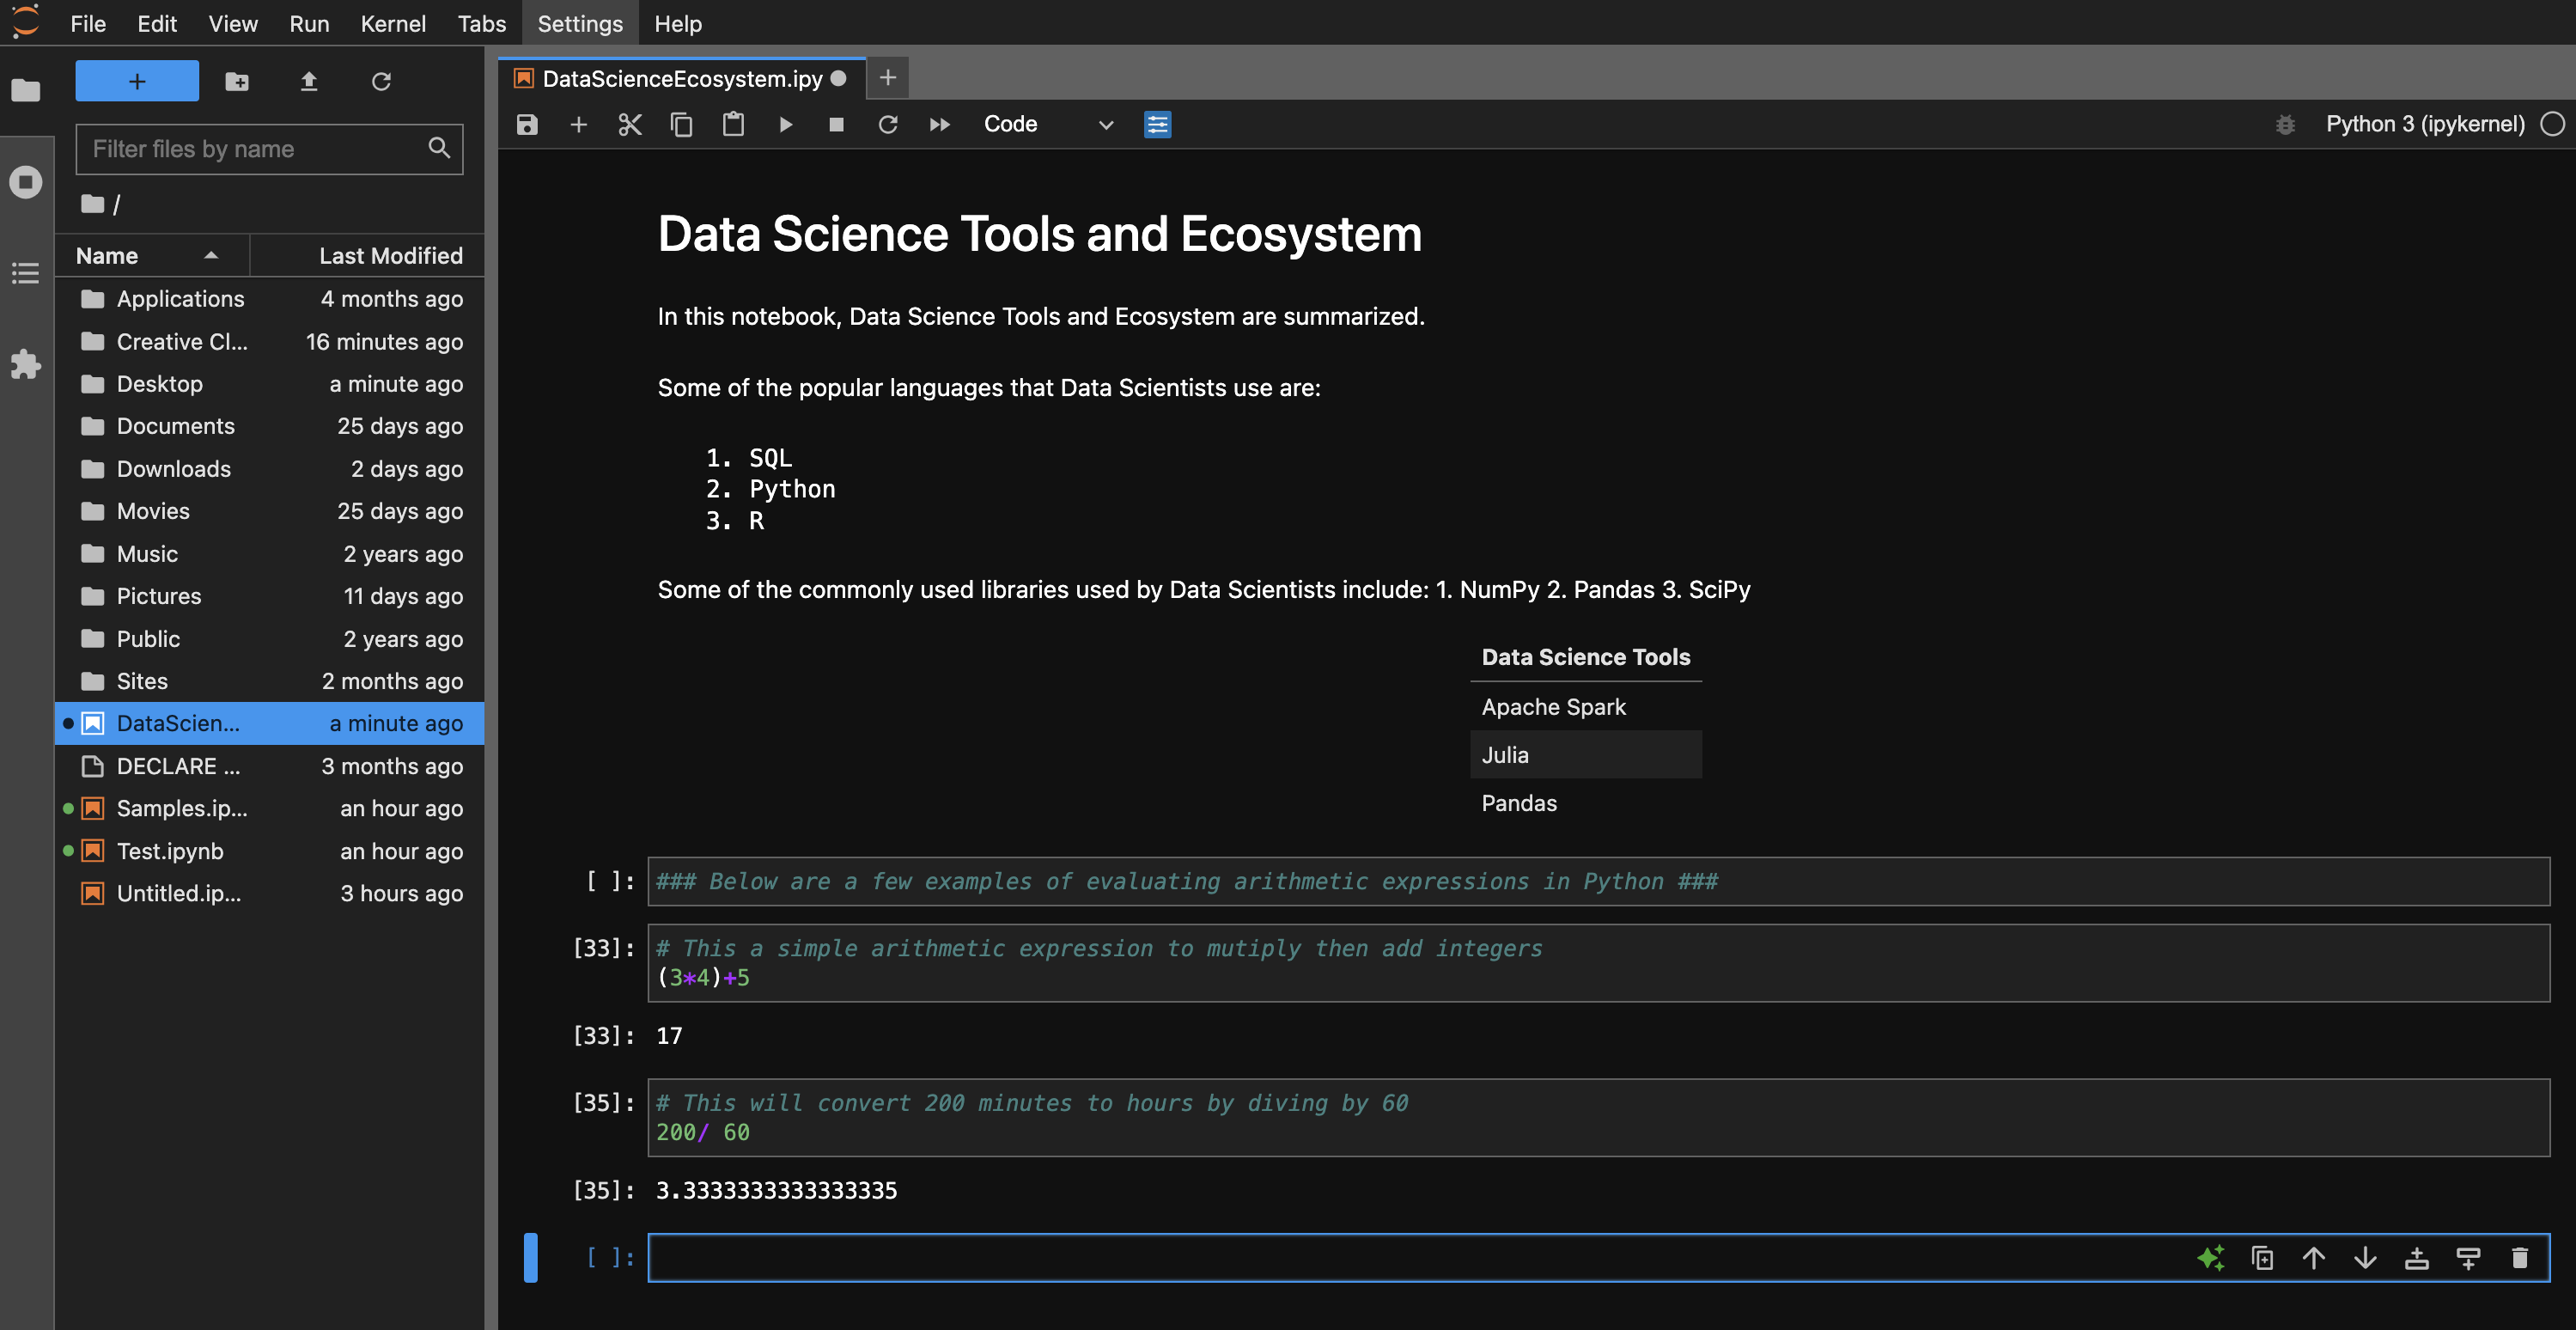 File Edit View Run Kernel Tabs Settings Help
+
Filter files by name
/
Name Last Modified
Applications 4 months ago
Creative Cl... 16 minutes ago
Desktop a minute ago
Documents 25 days ago
Downloads 2 days ago
Movies 25 days ago
Music 2 years ago
Pictures 11 days ago
Public 2 years ago
Sites 2 months ago
DataScien... a minute ago
DECLARE ... 3 months ago
Samples.ip... an hour ago
Test.ipynb an hour ago
Untitled.ip... 3 hours ago
DataScienceEcosystem.ipy
Code
Python 3 (ipykernel)
Data Science Tools and Ecosystem
In this notebook, Data Science Tools and Ecosystem are summarized.
Some of the popular languages that Data Scientists use are:
1. SQL
2. Python
3. R
Some of the commonly used libraries used by Data Scientists include: 1. NumPy 2. Pandas 3. SciPy
Data Science Tools
Apache Spark
Julia
Pandas
[ ]: ### Below are a few examples of evaluating arithmetic expressions in Python ###
[33]: # This a simple arithmetic expression to mutiply then add integers
(3*4)+5
[33]: 17
[35]: # This will convert 200 minutes to hours by diving by 60
200/ 60
[35]: 3.3333333333333335
[ ]: